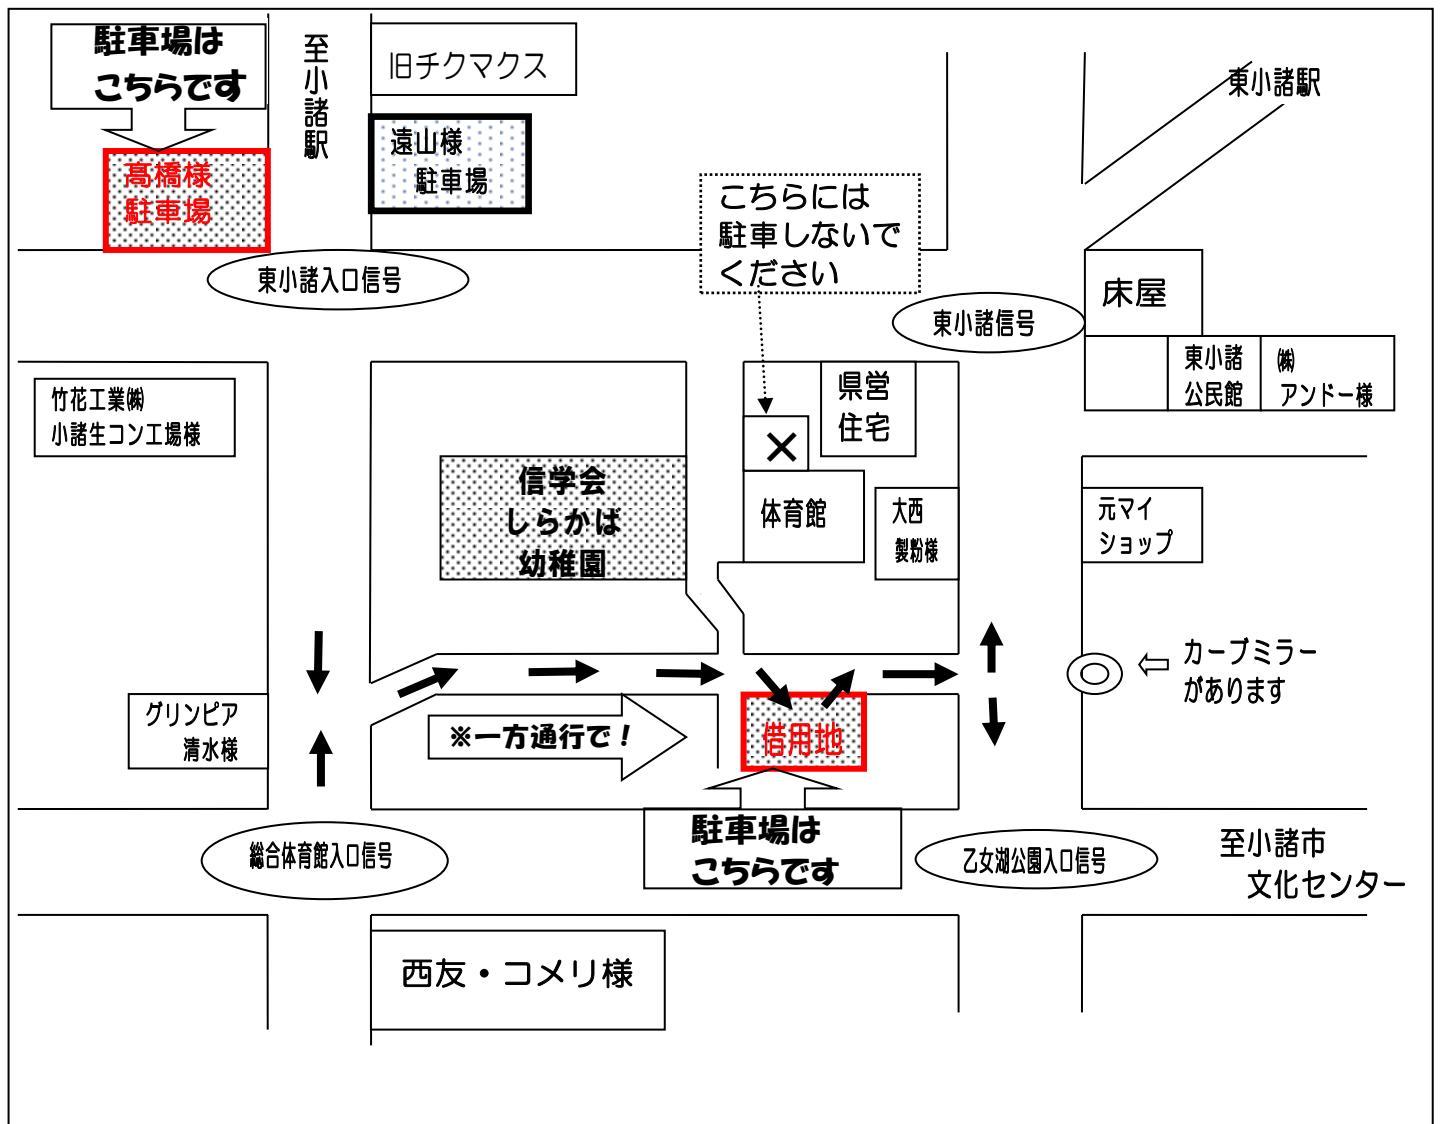 駐車場は
こちらです
至小諸駅
旧チクマクス
東小諸駅
遠山様
駐車場
髙橋様
駐車場
こちらには
駐車しないで
ください
東小諸入口信号
東小諸信号
床屋
東小諸
公民館
㈱
アンドー様
竹花工業㈱
小諸生コン工場様
県営
住宅
×
信学会
しらかば
幼稚園
体育館
大西
製粉様
元マイ
ショップ
カーブミラー
があります
グリンピア
清水様
※一方通行で！
借用地
駐車場は
こちらです
総合体育館入口信号
乙女湖公園入口信号
至小諸市
文化センター
西友・コメリ様